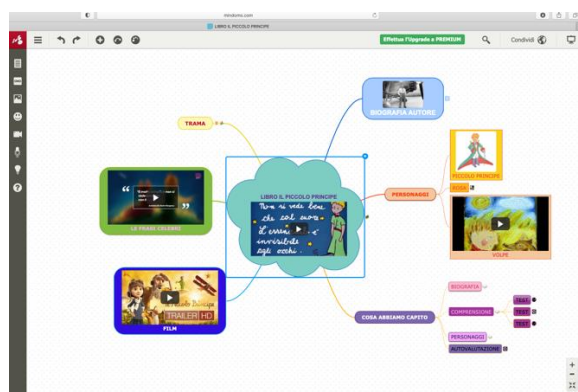 mindomo.com
LIBRO IL PICCOLO PRINCIPE
Effettua l'Upgrade a PREMIUM
Condividi
BIOGRAFIA AUTORE
TRAMA
LE FRASI CELEBRI
LIBRO IL PICCOLO PRINCIPE
Non si vede bene
che col cuore
L'essenziale è
invisibile
agli occhi.
PERSONAGGI
PICCOLO PRINCIPE
ROSA
VOLPE
TRAILER HD
FILM
COSA ABBIAMO CAPITO
BIOGRAFIA
COMPRENSIONE
TEST
TEST
TEST
PERSONAGGI
AUTOVALUTAZIONE